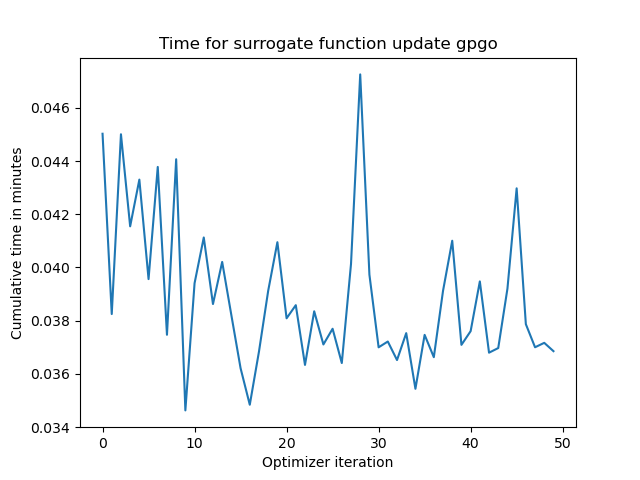 Time for surrogate function update gpgo
Cumulative time in minutes
0.046
0.044
0.042
0.040
0.038
0.036
0.034
0 10 20 30 40 50
Optimizer iteration